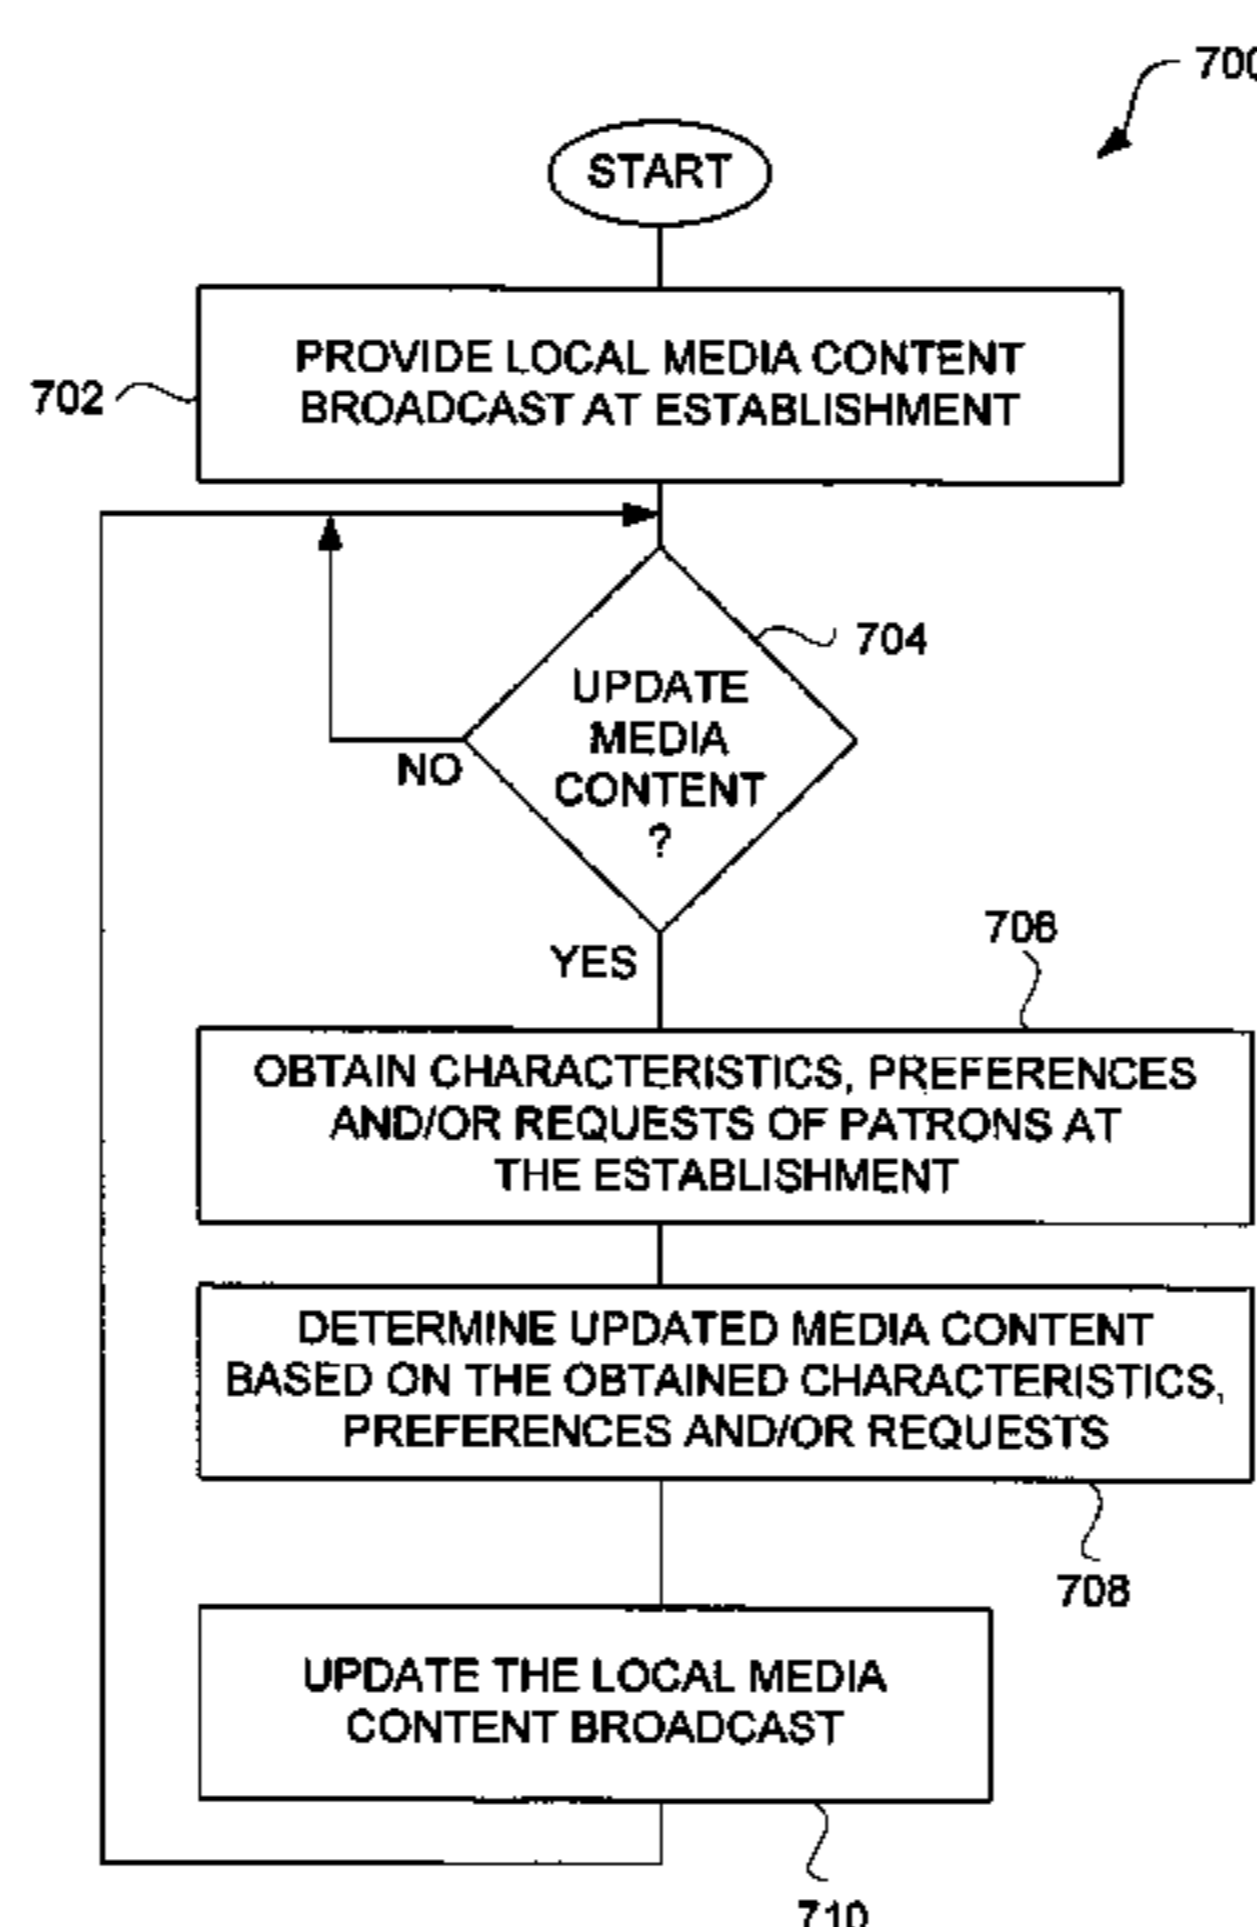 700
START
PROVIDE LOCAL MEDIA CONTENT
BROADCAST AT ESTABLISHMENT
702
704
UPDATE
MEDIA
CONTENT
?
NO
YES
706
OBTAIN CHARACTERISTICS, PREFERENCES
AND/OR REQUESTS OF PATRONS AT
THE ESTABLISHMENT
DETERMINE UPDATED MEDIA CONTENT
BASED ON THE OBTAINED CHARACTERISTICS,
PREFERENCES AND/OR REQUESTS
708
UPDATE THE LOCAL MEDIA
CONTENT BROADCAST
710